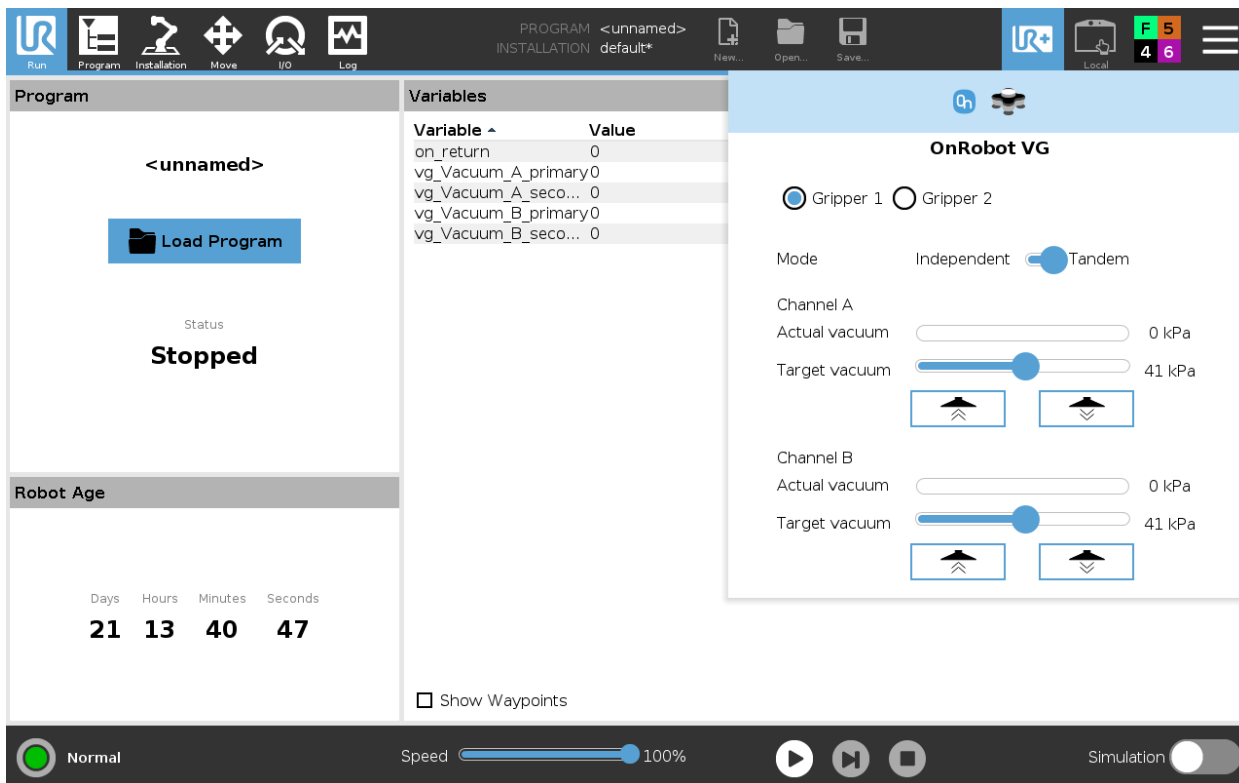 PROGRAM <unnamed>
INSTALLATION default*
UR
UR+
F 5
4 6
Run Program Installation Move I/O Log New... Open... Save... Local
Program
<unnamed>
Load Program
Status
Stopped
Robot Age
Days Hours Minutes Seconds
21 13 40 47
Variables
Variable Value
on_return 0
vg_Vacuum_A_primary 0
vg_Vacuum_A_seco... 0
vg_Vacuum_B_primary 0
vg_Vacuum_B_seco... 0
Show Waypoints
On
OnRobot VG
Gripper 1 Gripper 2
Mode Independent Tandem
Channel A
Actual vacuum 0 kPa
Target vacuum 41 kPa
Channel B
Actual vacuum 0 kPa
Target vacuum 41 kPa
Normal Speed 100% Simulation